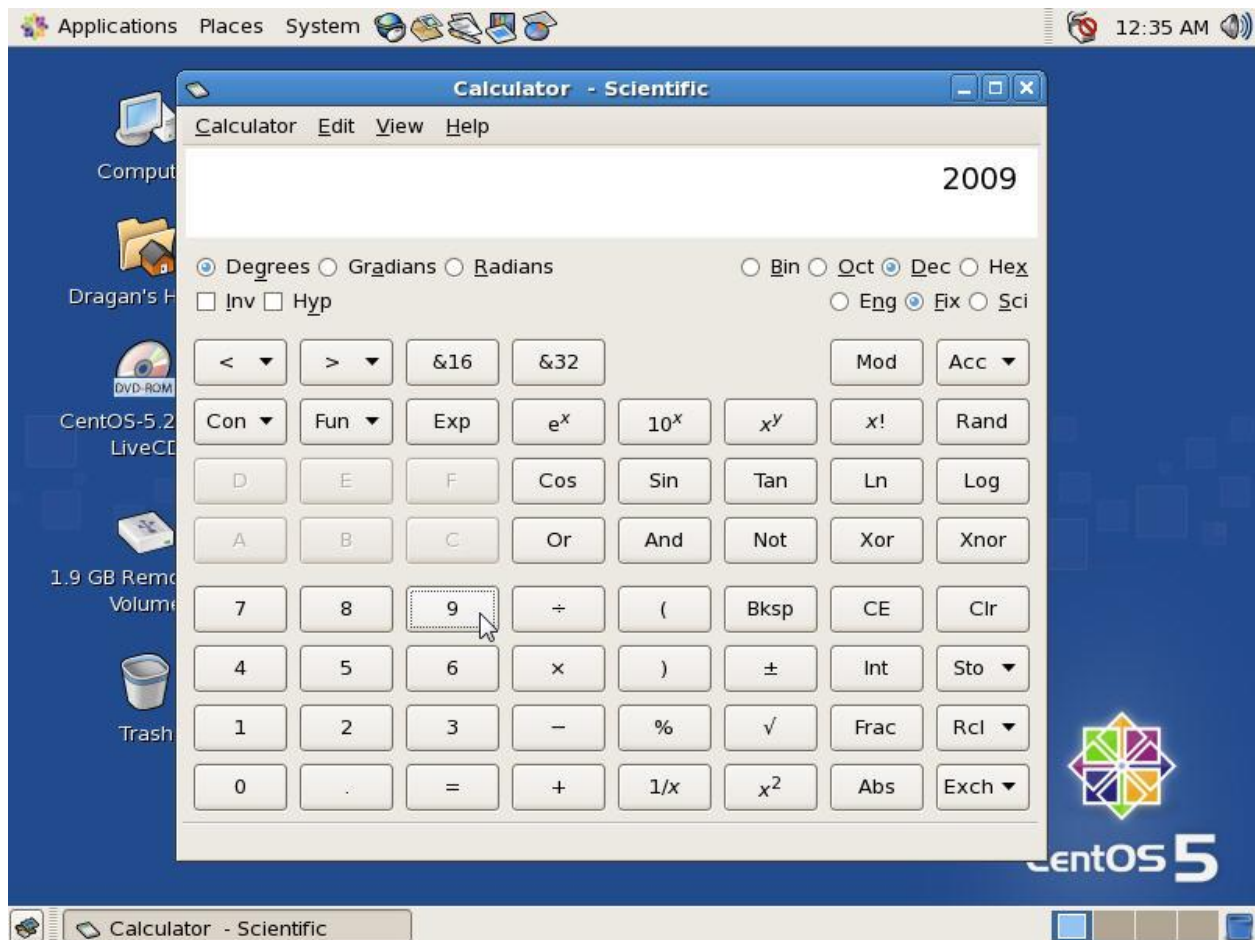 Applications Places System 12:35 AM
Calculator - Scientific
Calculator Edit View Help
2009
Degrees Gradians Radians Bin Oct Dec Hex
Inv Hyp Eng Fix Sci
< > &16 &32 Mod Acc
Con Fun Exp eˣ 10ˣ xʸ x! Rand
D E F Cos Sin Tan Ln Log
A B C Or And Not Xor Xnor
7 8 9 ÷ ( Bksp CE Clr
4 5 6 × ) ± Int Sto
1 2 3 − % √ Frac Rcl
0 . = + 1/x x² Abs Exch
Comput
Dragan's H
DVD-ROM
CentOS-5.2
LiveC
1.9 GB Remo
Volume
Trash
CentOS 5
Calculator - Scientific